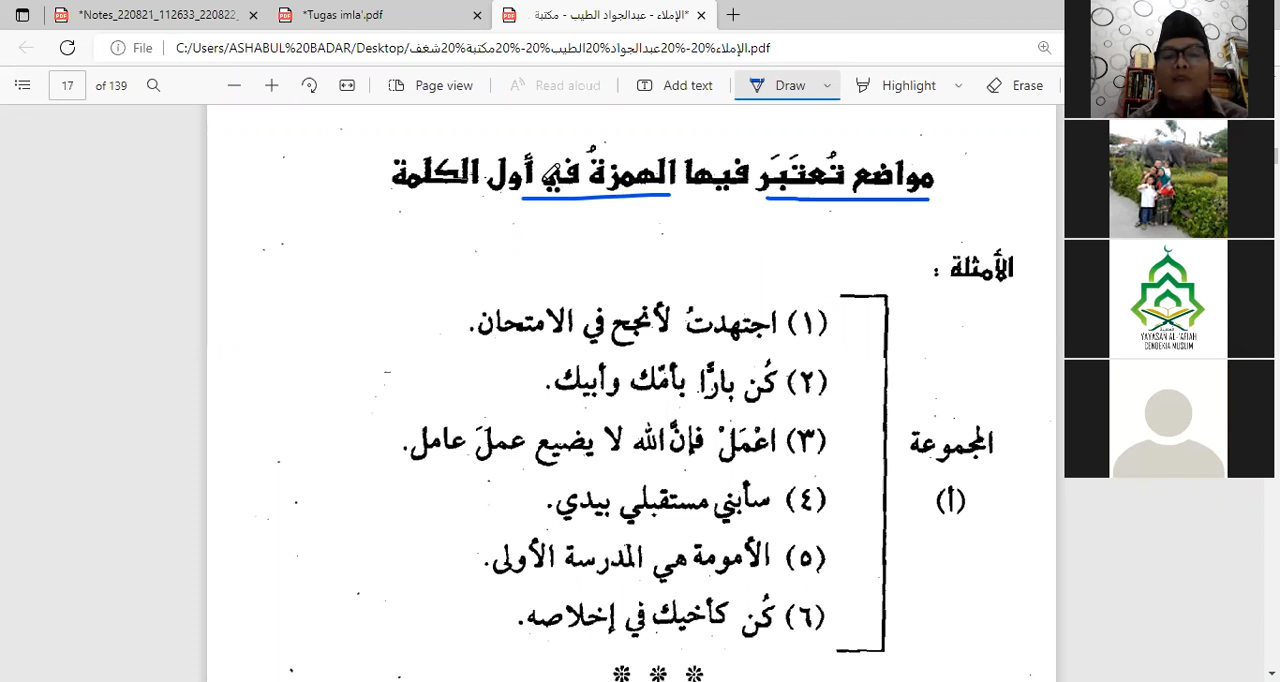 *Notes_220821_112633_220822_
*Tugas imla'.pdf
*الإملاء - عبدالجواد الطيب - مكتبة
File
C:/Users/ASHABUL%20BADAR/Desktop/الإملاء%20-%20عبدالجواد%20الطيب%20-%20مكتبة%20شغف.pdf
17 of 139
Page view
Read aloud
Add text
Draw
Highlight
Erase
مواضع تُعتَبَر فيها الهمزةُ في أول الكلمة
الأمثلة :
(١) اجتهدتُ لأنجح في الامتحان.
(٢) كُن بارًّا بأمّك وأبيك.
(٣) اعْمَلْ فإنَّ الله لا يضيع عملَ عامل.
المجموعة
(أ)
(٤) سأبني مستقبلي بيدي.
(٥) الأمومة هي المدرسة الأولى.
(٦) كُن كأخيك في إخلاصه.
YAYASAN AL-'AFIAH
CENDEKIA MUSLIM